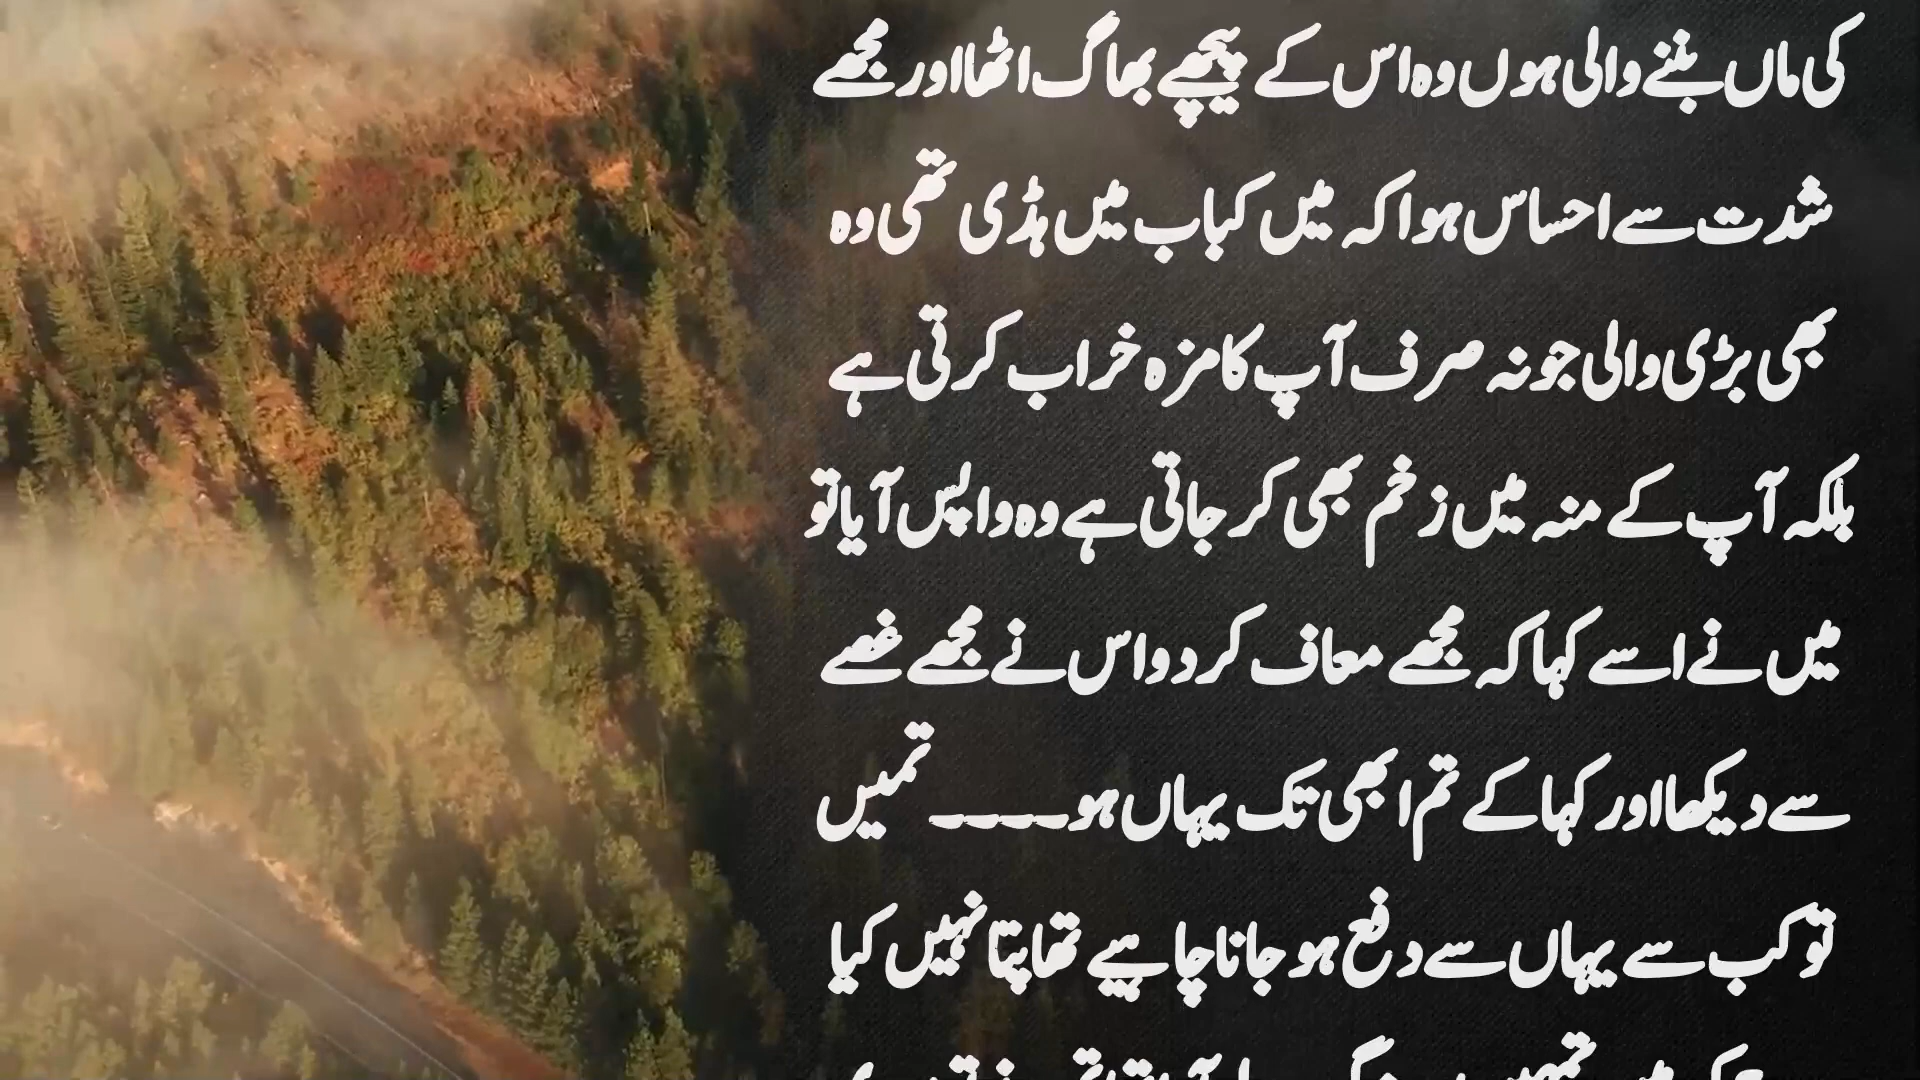 کی ماں بننے والی ہوں وہ اس کے پیچھے بھاگ اٹھا اور مجھے
شدت سے احساس ہوا کہ میں کباب میں ہڈی تھی وہ
بھی بڑی والی جو نہ صرف آپ کا مزہ خراب کرتی ہے
بلکہ آپ کے منہ میں زخم بھی کر جاتی ہے وہ واپس آیا تو
میں نے اسے کہا کہ مجھے معاف کر دو اس نے مجھے غصے
سے دیکھا اور کہا کے تم ابھی تک یہاں ہو۔۔۔۔ تمیں
تو کب سے یہاں سے دفع ہو جانا چاہیے تھا پتا نہیں کیا